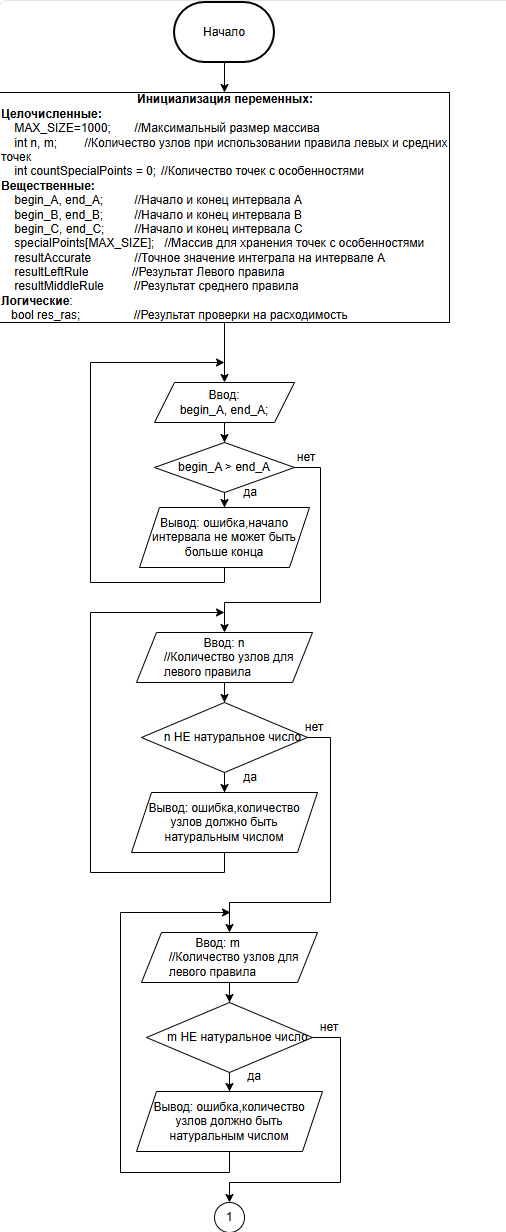 Начало
Инициализация переменных:
Целочисленные:
MAX_SIZE=1000; //Максимальный размер массива
int n, m; //Количество узлов при использовании правила левых и средних
точек
int countSpecialPoints = 0; //Количество точек с особенностями
Вещественные:
begin_A, end_A; //Начало и конец интервала A
begin_B, end_B; //Начало и конец интервала B
begin_C, end_C; //Начало и конец интервала C
specialPoints[MAX_SIZE]; //Массив для хранения точек с особенностями
resultAccurate //Точное значение интеграла на интервале A
resultLeftRule //Результат Левого правила
resultMiddleRule //Результат среднего правила
Логические:
bool res_ras; //Результат проверки на расходимость
Ввод:
begin_A, end_A;
begin_A > end_A
нет
да
Вывод: ошибка,начало
интервала не может быть
больше конца
Ввод: n
//Количество узлов для
левого правила
n НЕ натуральное число
нет
да
Вывод: ошибка,количество
узлов должно быть
натуральным числом
Ввод: m
//Количество узлов для
левого правила
m НЕ натуральное число
нет
да
Вывод: ошибка,количество
узлов должно быть
натуральным числом
1